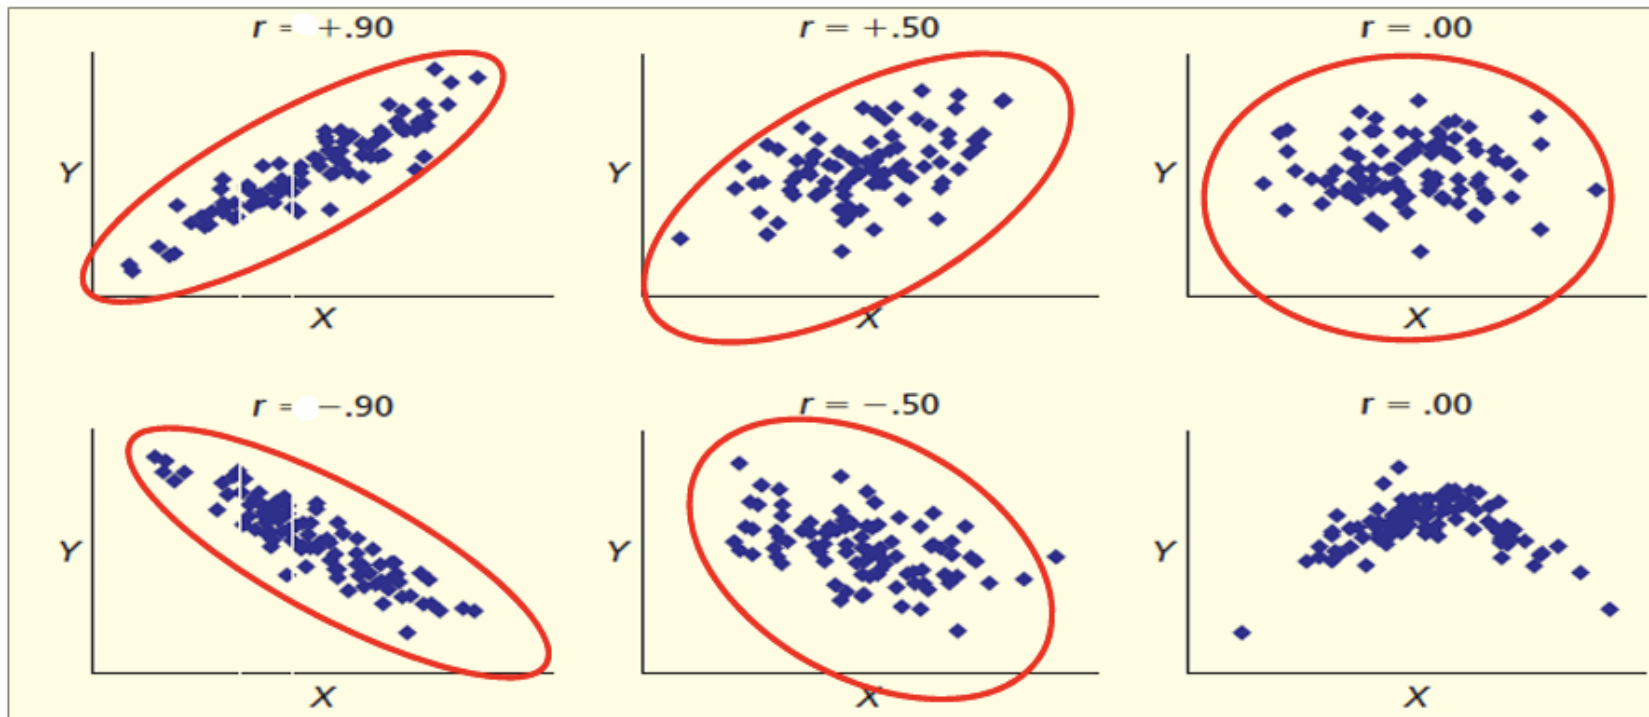 r = +.90
r = +.50
r = .00
Y
Y
Y
X
X
X
r = −.90
r = −.50
r = .00
Y
Y
Y
X
X
X